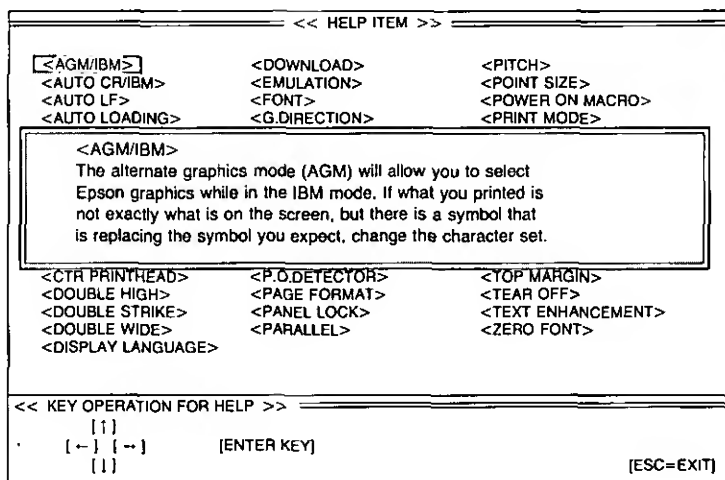 << HELP ITEM >>
<AGM/IBM> <DOWNLOAD> <PITCH>
<AUTO CR/IBM> <EMULATION> <POINT SIZE>
<AUTO LF> <FONT> <POWER ON MACRO>
<AUTO LOADING> <G.DIRECTION> <PRINT MODE>
<AGM/IBM>
The alternate graphics mode (AGM) will allow you to select
Epson graphics while in the IBM mode. If what you printed is
not exactly what is on the screen, but there is a symbol that
is replacing the symbol you expect, change the character set.
<CTR PRINTHEAD> <P.O.DETECTOR> <TOP MARGIN>
<DOUBLE HIGH> <PAGE FORMAT> <TEAR OFF>
<DOUBLE STRIKE> <PANEL LOCK> <TEXT ENHANCEMENT>
<DOUBLE WIDE> <PARALLEL> <ZERO FONT>
<DISPLAY LANGUAGE>
<< KEY OPERATION FOR HELP >>
[↑]
[←] [→] [ENTER KEY]
[↓] [ESC=EXIT]